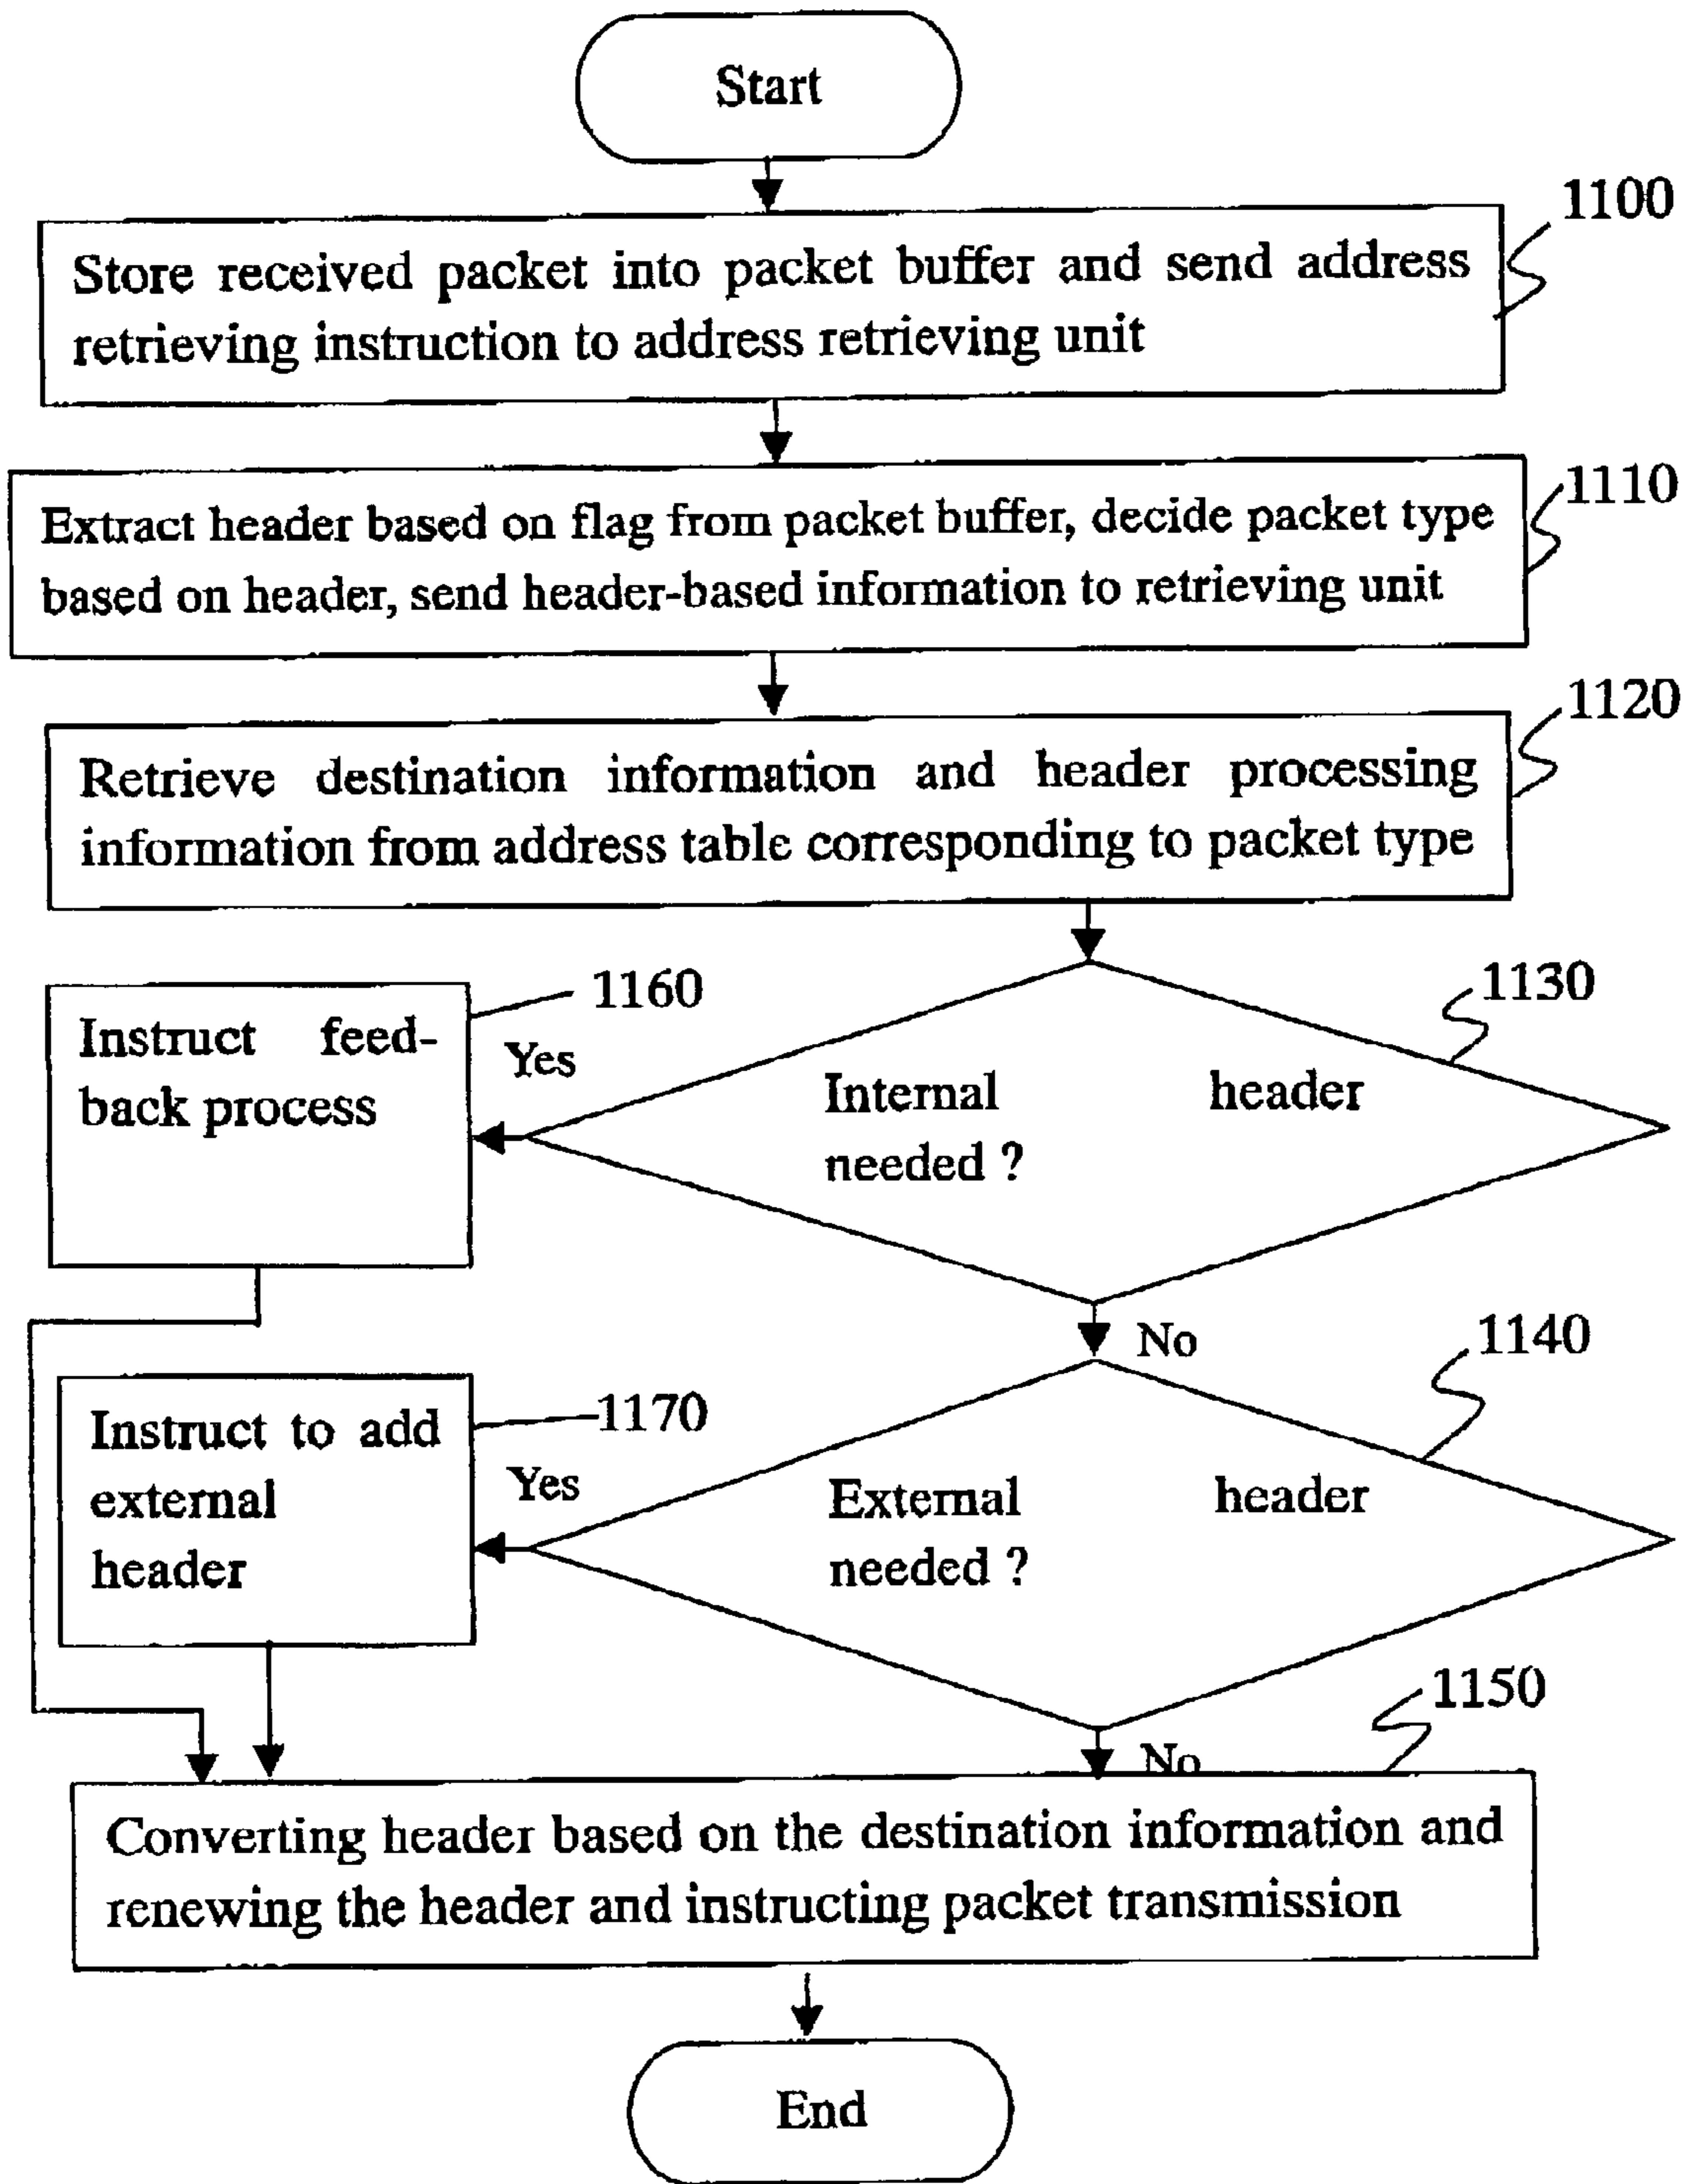 Start
1100
Store received packet into packet buffer and send address
retrieving instruction to address retrieving unit
1110
Extract header based on flag from packet buffer, decide packet type
based on header, send header-based information to retrieving unit
1120
Retrieve destination information and header processing
information from address table corresponding to packet type
1130
Internal header
needed ?
Yes
1160
Instruct feed-
back process
No
1140
External header
needed ?
Yes
1170
Instruct to add
external
header
No
1150
Converting header based on the destination information and
renewing the header and instructing packet transmission
End